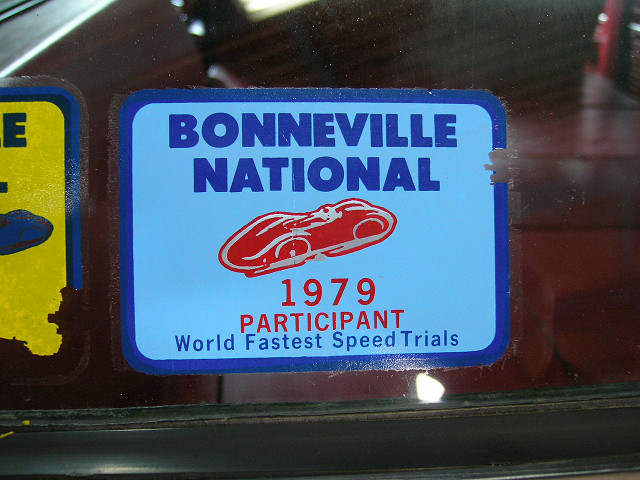 BONNEVILLE
NATIONAL
1979
PARTICIPANT
World Fastest Speed Trials